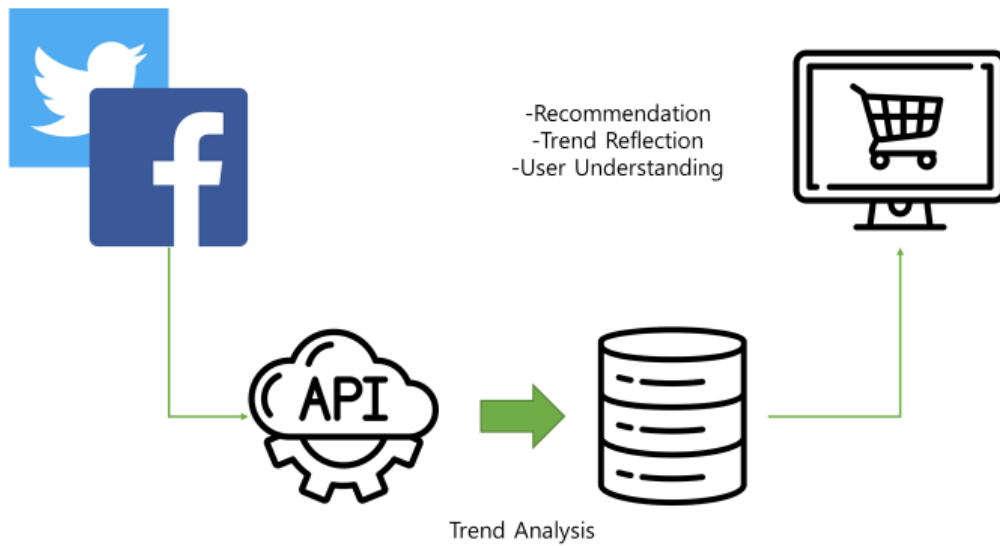 -Recommendation
-Trend Reflection
-User Understanding
API
Trend Analysis